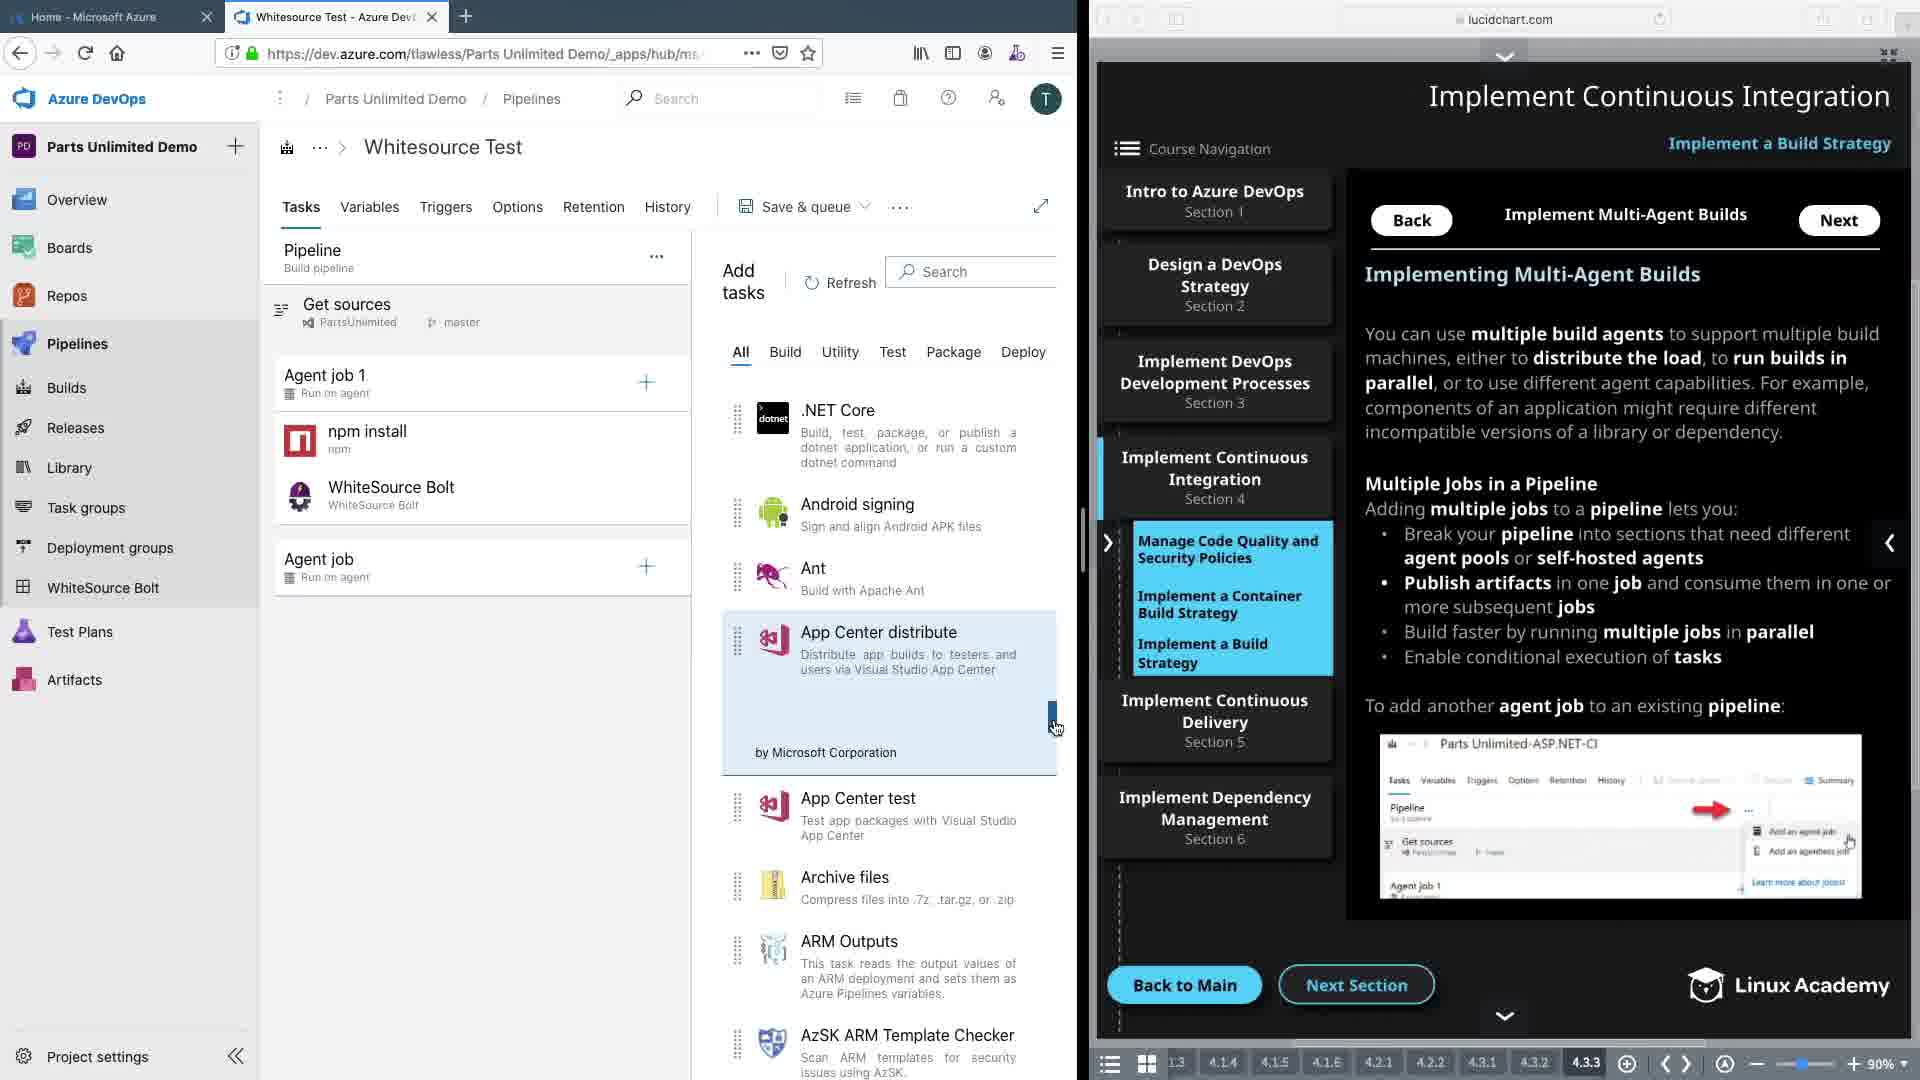 Home - Microsoft Azure
Whitesource Test - Azure Dev
https://dev.azure.com/tlawless/Parts Unlimited Demo/_apps/hub/ms
Azure DevOps
/ Parts Unlimited Demo / Pipelines
Search
T
PD Parts Unlimited Demo
Overview
Boards
Repos
Pipelines
Builds
Releases
Library
Task groups
Deployment groups
WhiteSource Bolt
Test Plans
Artifacts
Project settings
Whitesource Test
Tasks Variables Triggers Options Retention History Save & queue
Pipeline
Build pipeline
Get sources
PartsUnlimited master
Agent job 1
Run on agent
npm install
npm
WhiteSource Bolt
WhiteSource Bolt
Agent job
Run on agent
Add tasks
Refresh
Search
All Build Utility Test Package Deploy
dotnet
.NET Core
Build, test, package, or publish a
dotnet application, or run a custom
dotnet command
Android signing
Sign and align Android APK files
Ant
Build with Apache Ant
App Center distribute
Distribute app builds to testers and
users via Visual Studio App Center
by Microsoft Corporation
App Center test
Test app packages with Visual Studio
App Center
Archive files
Compress files into .7z, .tar.gz, or .zip
ARM Outputs
This task reads the output values of
an ARM deployment and sets them as
Azure Pipelines variables.
AzSK ARM Template Checker
Scan ARM templates for security
issues using AzSK.
lucidchart.com
Implement Continuous Integration
Implement a Build Strategy
Course Navigation
Intro to Azure DevOps
Section 1
Design a DevOps
Strategy
Section 2
Implement DevOps
Development Processes
Section 3
Implement Continuous
Integration
Section 4
Manage Code Quality and
Security Policies
Implement a Container
Build Strategy
Implement a Build
Strategy
Implement Continuous
Delivery
Section 5
Implement Dependency
Management
Section 6
Back to Main
Next Section
Back
Implement Multi-Agent Builds
Next
Implementing Multi-Agent Builds
You can use multiple build agents to support multiple build
machines, either to distribute the load, to run builds in
parallel, or to use different agent capabilities. For example,
components of an application might require different
incompatible versions of a library or dependency.
Multiple Jobs in a Pipeline
Adding multiple jobs to a pipeline lets you:
• Break your pipeline into sections that need different
agent pools or self-hosted agents
• Publish artifacts in one job and consume them in one or
more subsequent jobs
• Build faster by running multiple jobs in parallel
• Enable conditional execution of tasks
To add another agent job to an existing pipeline:
Parts Unlimited-ASP.NET-CI
Tasks Variables Triggers Options Retention History Summary
Pipeline
Build pipeline
Get sources
PartsUnlimited master
Agent job 1
Add an agent job
Add an agentless job
Learn more about jobs
Linux Academy
1.3 4.1.4 4.1.5 4.1.6 4.2.1 4.2.2 4.3.1 4.3.2 4.3.3
90%